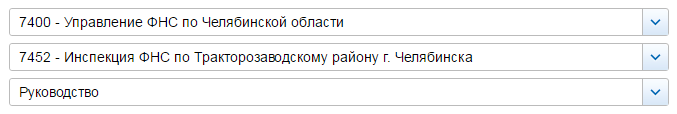 7400 - Управление ФНС по Челябинской области
7452 - Инспекция ФНС по Тракторозаводскому району г. Челябинска
Руководство